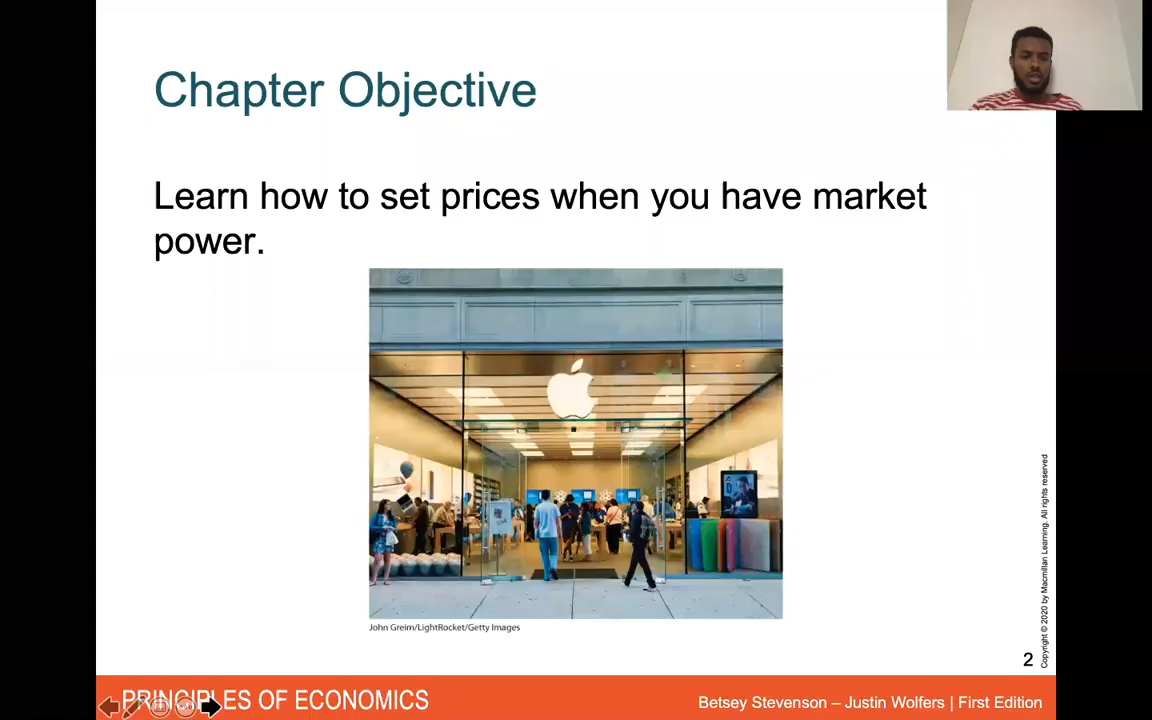 Chapter Objective
Learn how to set prices when you have market
power.
John Greim/LightRocket/Getty Images
Copyright © 2020 by Macmillan Learning. All rights reserved
2
PRINCIPLES OF ECONOMICS
Betsey Stevenson – Justin Wolfers | First Edition